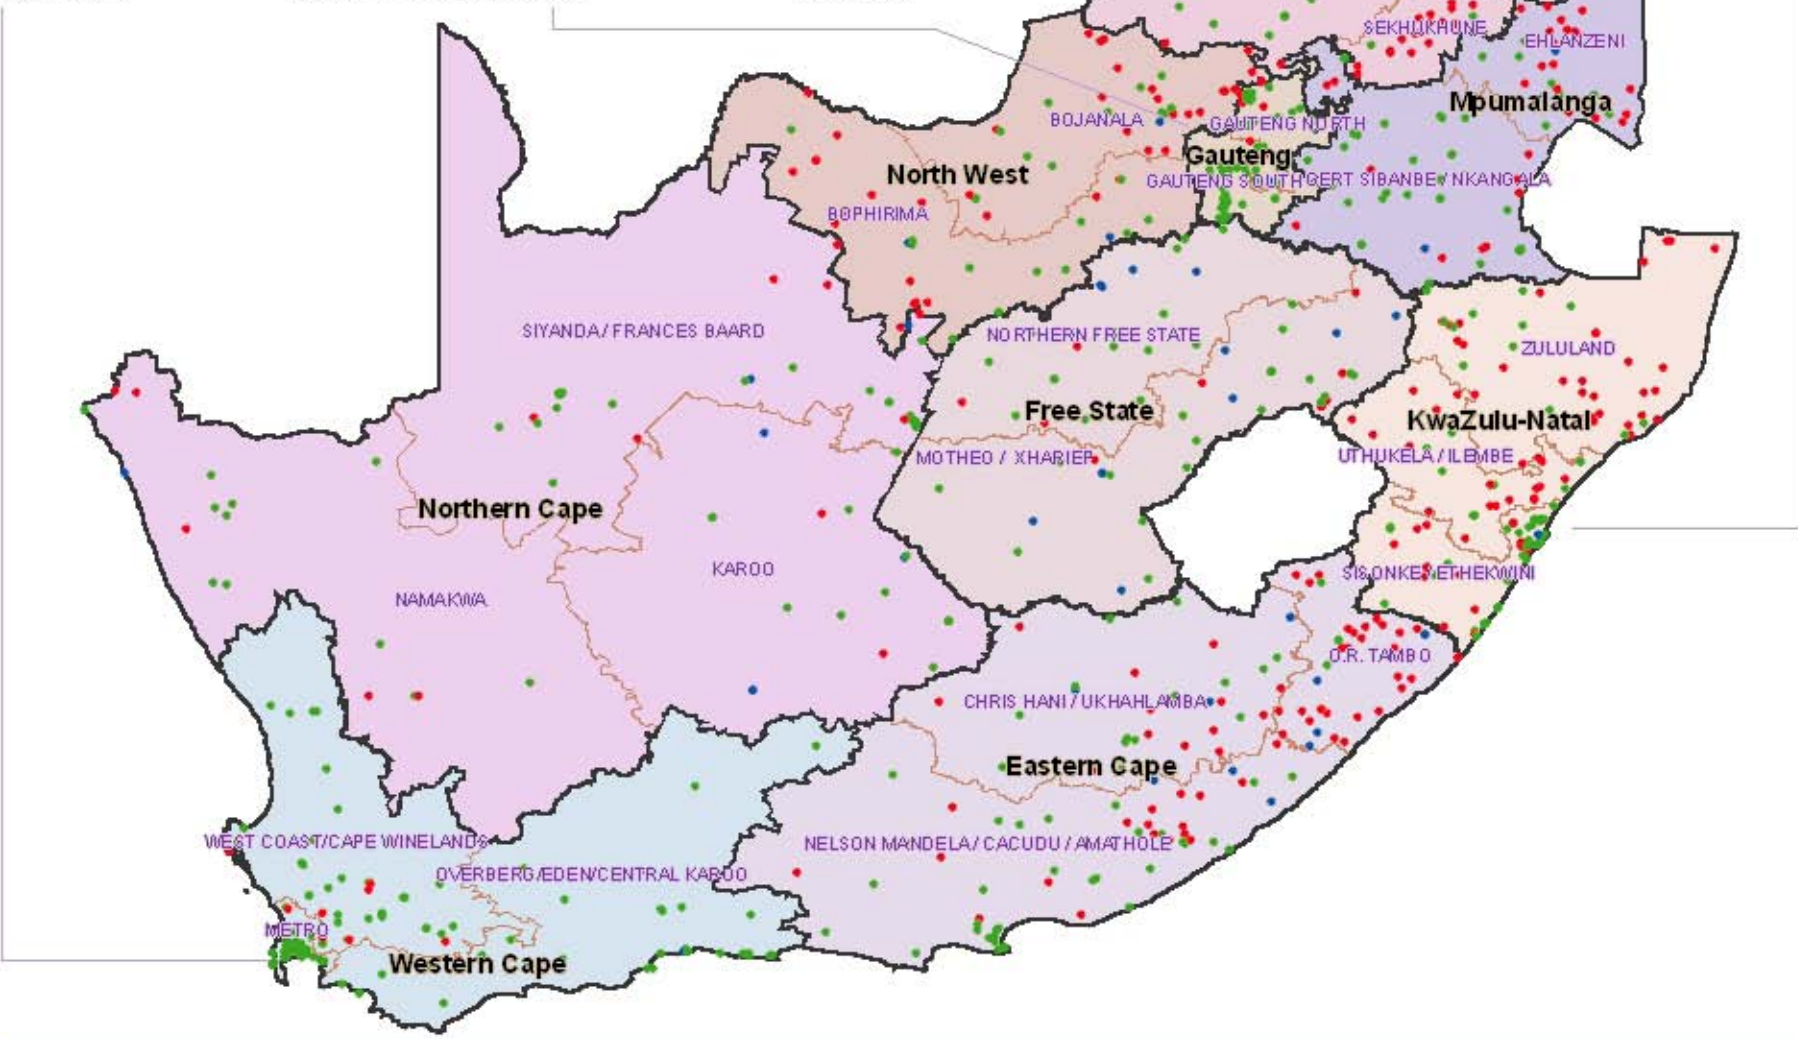 SEKHUKHUNE
EHLANZENI
Mpumalanga
BOJANALA
GAUTENG NORTH
Gauteng
North West
GAUTENG SOUTH
GERT SIBANBE / NKANGALA
BOPHIRIMA
SIYANDA / FRANCES BAARD
NORTHERN FREE STATE
ZULULAND
Free State
KwaZulu-Natal
MOTHEO / XHARIEP
UTHUKELA / ILEMBE
Northern Cape
KAROO
SISONKE / ETHEKWINI
NAMAKWA
O.R. TAMBO
CHRIS HANI / UKHAHLAMBA
Eastern Cape
WEST COAST/CAPE WINELANDS
NELSON MANDELA / CACUDU / AMATHOLE
OVERBERG/EDEN/CENTRAL KAROO
METRO
Western Cape